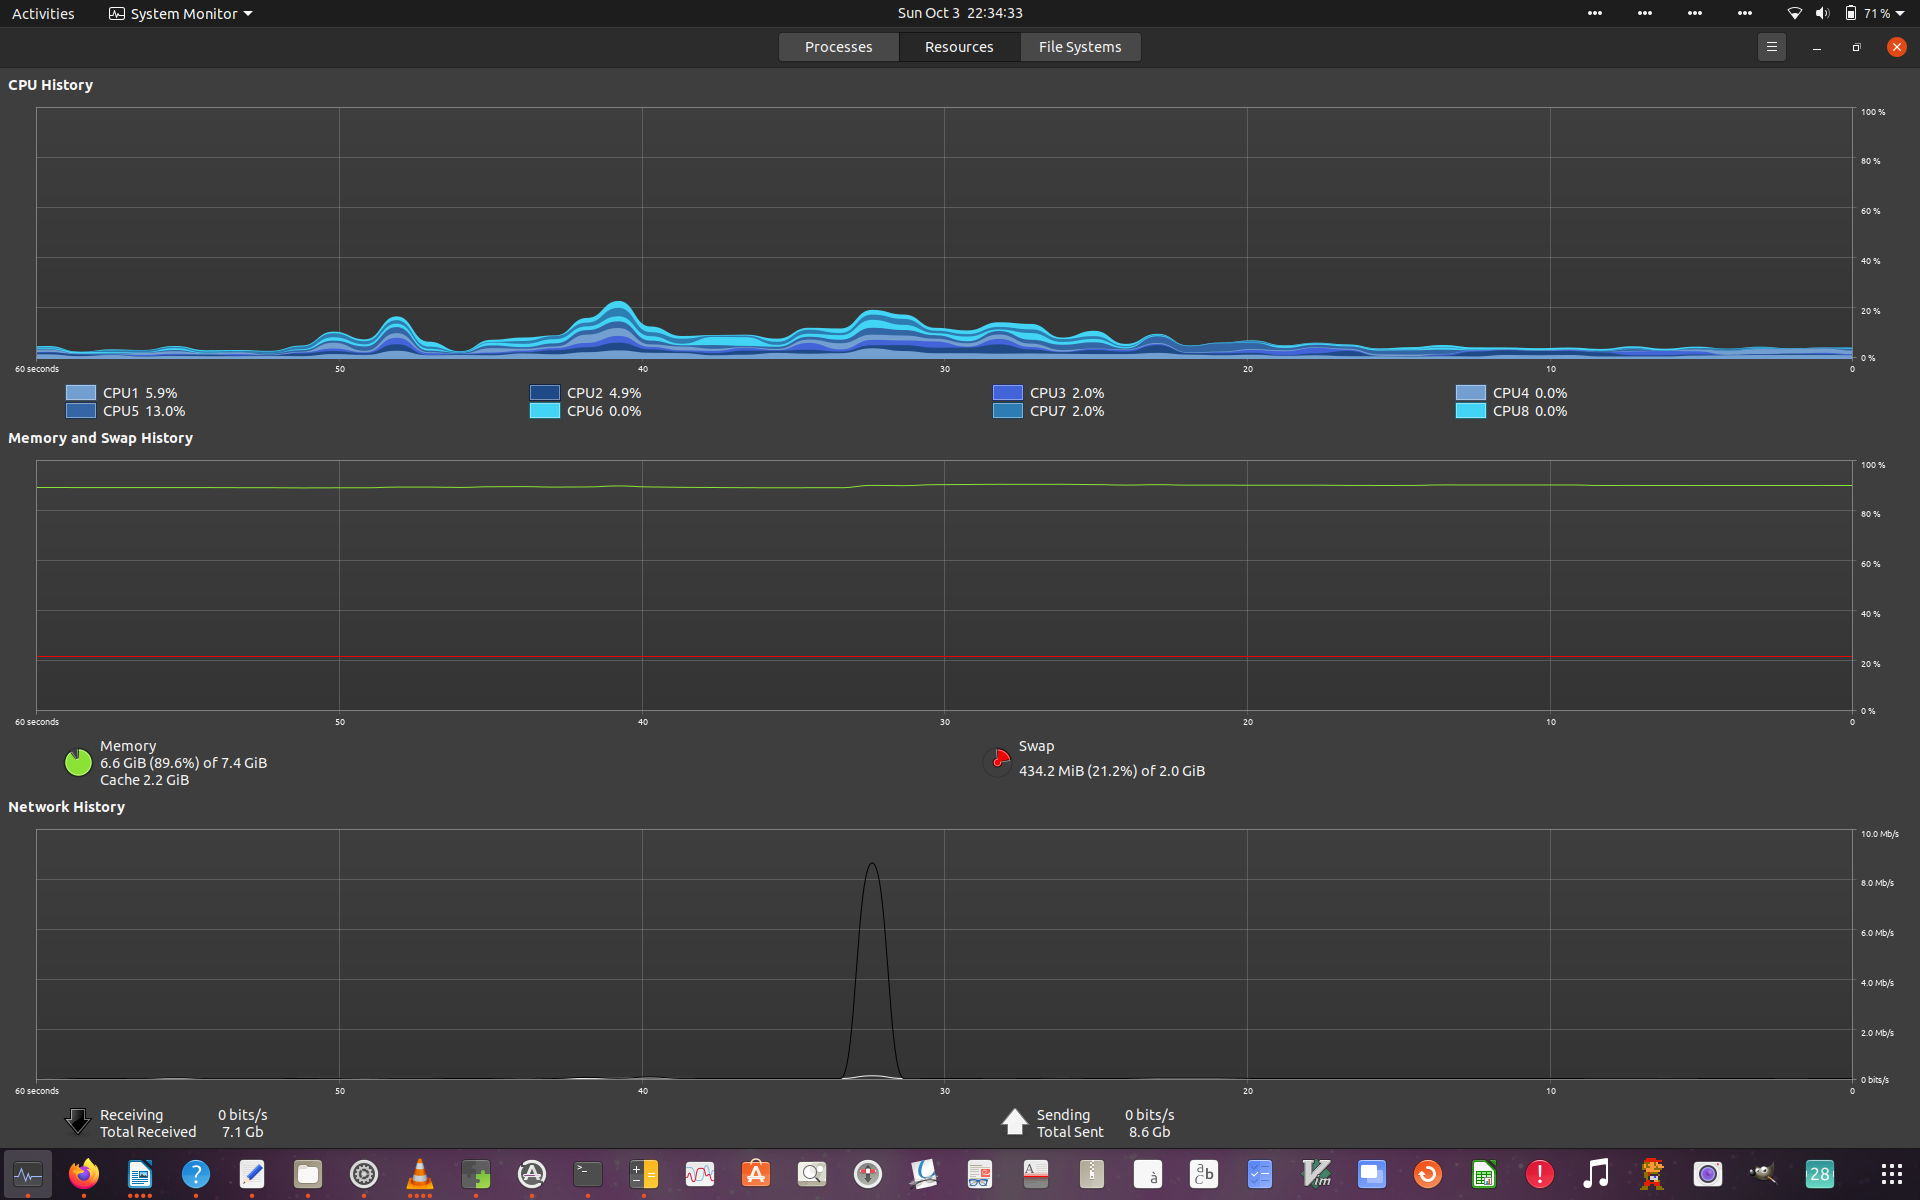 Activities System Monitor Sun Oct 3 22:34:33 71 %
Processes Resources File Systems
CPU History
100 %
80 %
60 %
40 %
20 %
0 %
60 seconds 50 40 30 20 10 0
CPU1 5.9% CPU2 4.9% CPU3 2.0% CPU4 0.0%
CPU5 13.0% CPU6 0.0% CPU7 2.0% CPU8 0.0%
Memory and Swap History
100 %
80 %
60 %
40 %
20 %
0 %
60 seconds 50 40 30 20 10 0
Memory
6.6 GiB (89.6%) of 7.4 GiB
Cache 2.2 GiB
Swap
434.2 MiB (21.2%) of 2.0 GiB
Network History
10.0 Mb/s
8.0 Mb/s
6.0 Mb/s
4.0 Mb/s
2.0 Mb/s
0 bits/s
60 seconds 50 40 30 20 10 0
Receiving 0 bits/s
Total Received 7.1 Gb
Sending 0 bits/s
Total Sent 8.6 Gb
28